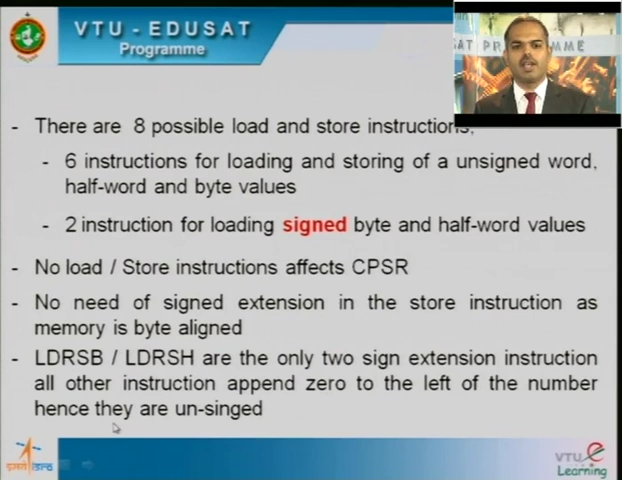 VTU - EDUSAT
Programme
SAT PROGRAMME
- There are 8 possible load and store instructions,
- 6 instructions for loading and storing of a unsigned word,
half-word and byte values
- 2 instruction for loading signed byte and half-word values
- No load / Store instructions affects CPSR
- No need of signed extension in the store instruction as
memory is byte aligned
- LDRSB / LDRSH are the only two sign extension instruction
all other instruction append zero to the left of the number
hence they are un-singed
VTU e
Learning